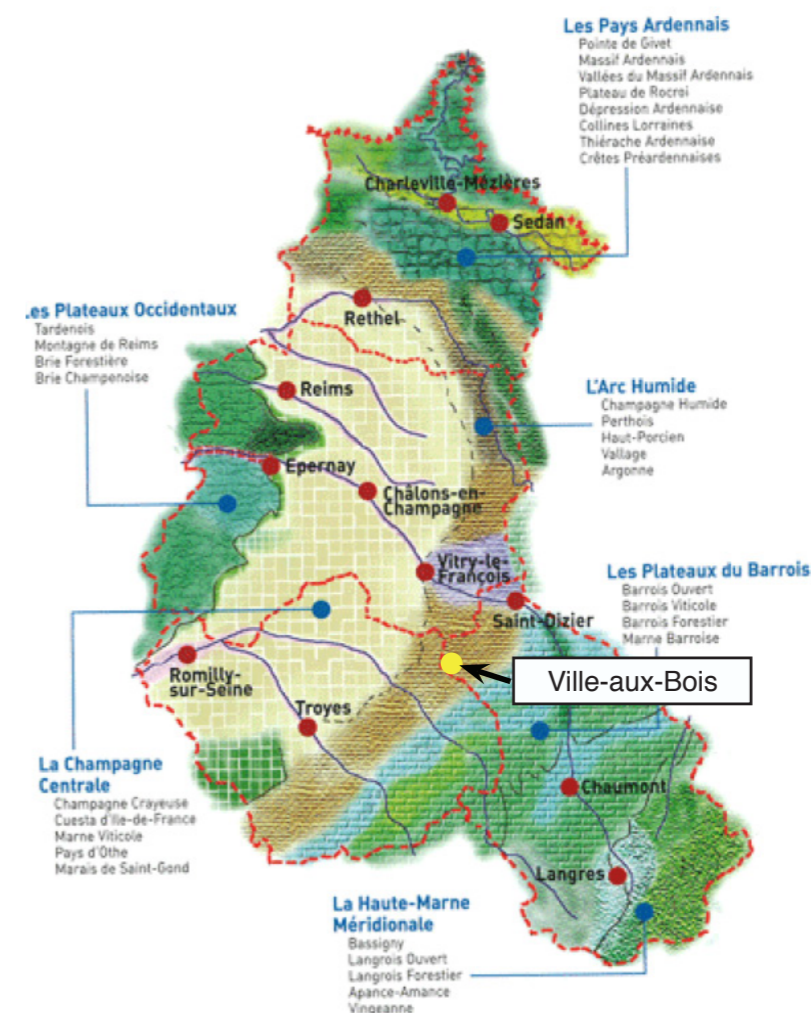 Les Pays Ardennais
Pointe de Givet
Massif Ardennais
Vallées du Massif Ardennais
Plateau de Rocroi
Dépression Ardennaise
Collines Lorraines
Thiérache Ardennaise
Crêtes Préardennaises
Charleville-Mézières
Sedan
.es Plateaux Occidentaux
Tardenois
Montagne de Reims
Brie Forestière
Brie Champenoise
Rethel
Reims
L'Arc Humide
Champagne Humide
Perthois
Haut-Porcien
Vallage
Argonne
Epernay
Châlons-en-
Champagne
Vitry-le-
François
Les Plateaux du Barrois
Barrois Ouvert
Barrois Viticole
Barrois Forestier
Marne Barroise
Saint-Dizier
Romilly-
sur-Seine
Ville-aux-Bois
Troyes
La Champagne
Centrale
Champagne Crayeuse
Cuesta d'Ile-de-France
Marne Viticole
Pays d'Othe
Marais de Saint-Gond
Chaumont
Langres
La Haute-Marne
Méridionale
Bassigny
Langrois Ouvert
Langrois Forestier
Apance-Amance
Vingeanne